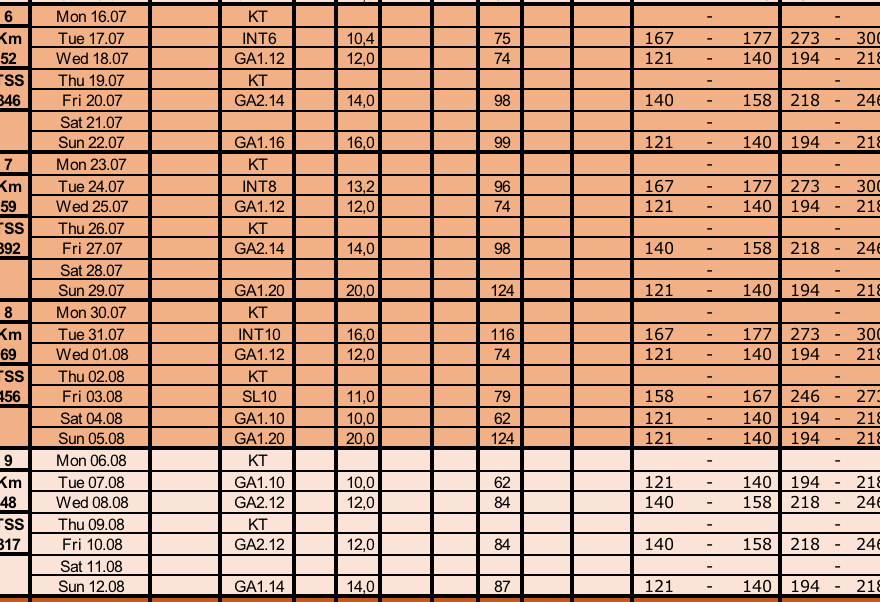 6 Mon 16.07 KT - -
Km Tue 17.07 INT6 10,4 75 167 - 177 273 - 300
52 Wed 18.07 GA1.12 12,0 74 121 - 140 194 - 218
TSS Thu 19.07 KT - -
346 Fri 20.07 GA2.14 14,0 98 140 - 158 218 - 246
Sat 21.07 - -
Sun 22.07 GA1.16 16,0 99 121 - 140 194 - 218
7 Mon 23.07 KT - -
Km Tue 24.07 INT8 13,2 96 167 - 177 273 - 300
59 Wed 25.07 GA1.12 12,0 74 121 - 140 194 - 218
TSS Thu 26.07 KT - -
392 Fri 27.07 GA2.14 14,0 98 140 - 158 218 - 246
Sat 28.07 - -
Sun 29.07 GA1.20 20,0 124 121 - 140 194 - 218
8 Mon 30.07 KT - -
Km Tue 31.07 INT10 16,0 116 167 - 177 273 - 300
69 Wed 01.08 GA1.12 12,0 74 121 - 140 194 - 218
TSS Thu 02.08 KT - -
456 Fri 03.08 SL10 11,0 79 158 - 167 246 - 273
Sat 04.08 GA1.10 10,0 62 121 - 140 194 - 218
Sun 05.08 GA1.20 20,0 124 121 - 140 194 - 218
9 Mon 06.08 KT - -
Km Tue 07.08 GA1.10 10,0 62 121 - 140 194 - 218
48 Wed 08.08 GA2.12 12,0 84 140 - 158 218 - 246
TSS Thu 09.08 KT - -
317 Fri 10.08 GA2.12 12,0 84 140 - 158 218 - 246
Sat 11.08 - -
Sun 12.08 GA1.14 14,0 87 121 - 140 194 - 218